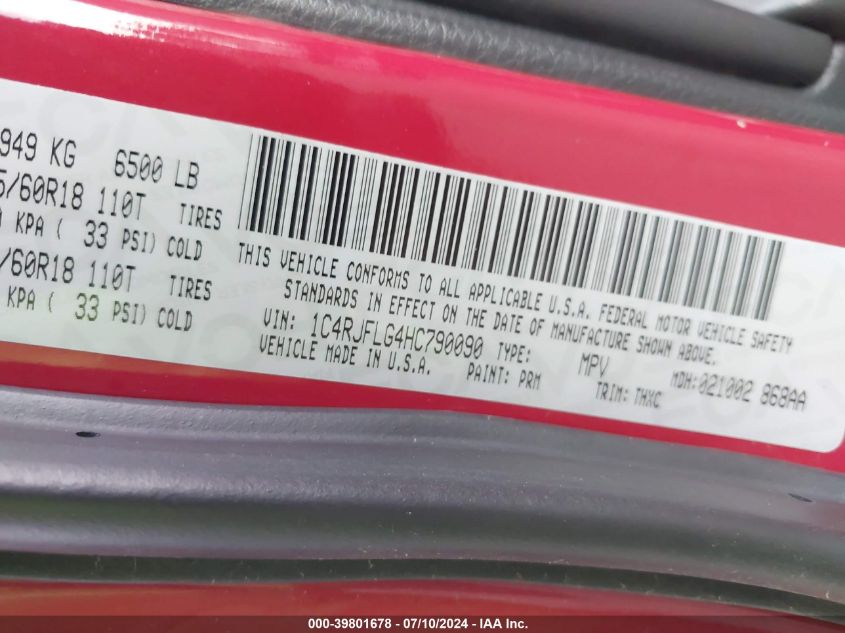 949 KG 6500 LB
5/60R18 110T TIRES
KPA ( 33 PSI) COLD
/60R18 110T TIRES
KPA ( 33 PSI) COLD
THIS VEHICLE CONFORMS TO ALL APPLICABLE U.S.A. FEDERAL MOTOR VEHICLE SAFETY
STANDARDS IN EFFECT ON THE DATE OF MANUFACTURE SHOWN ABOVE.
VIN: 1C4RJFLG4HC790090 TYPE: MPV MDH:021002 868AA
VEHICLE MADE IN U.S.A. PAINT: PRM TRIM: THXC
000-39801678 - 07/10/2024 - IAA Inc.